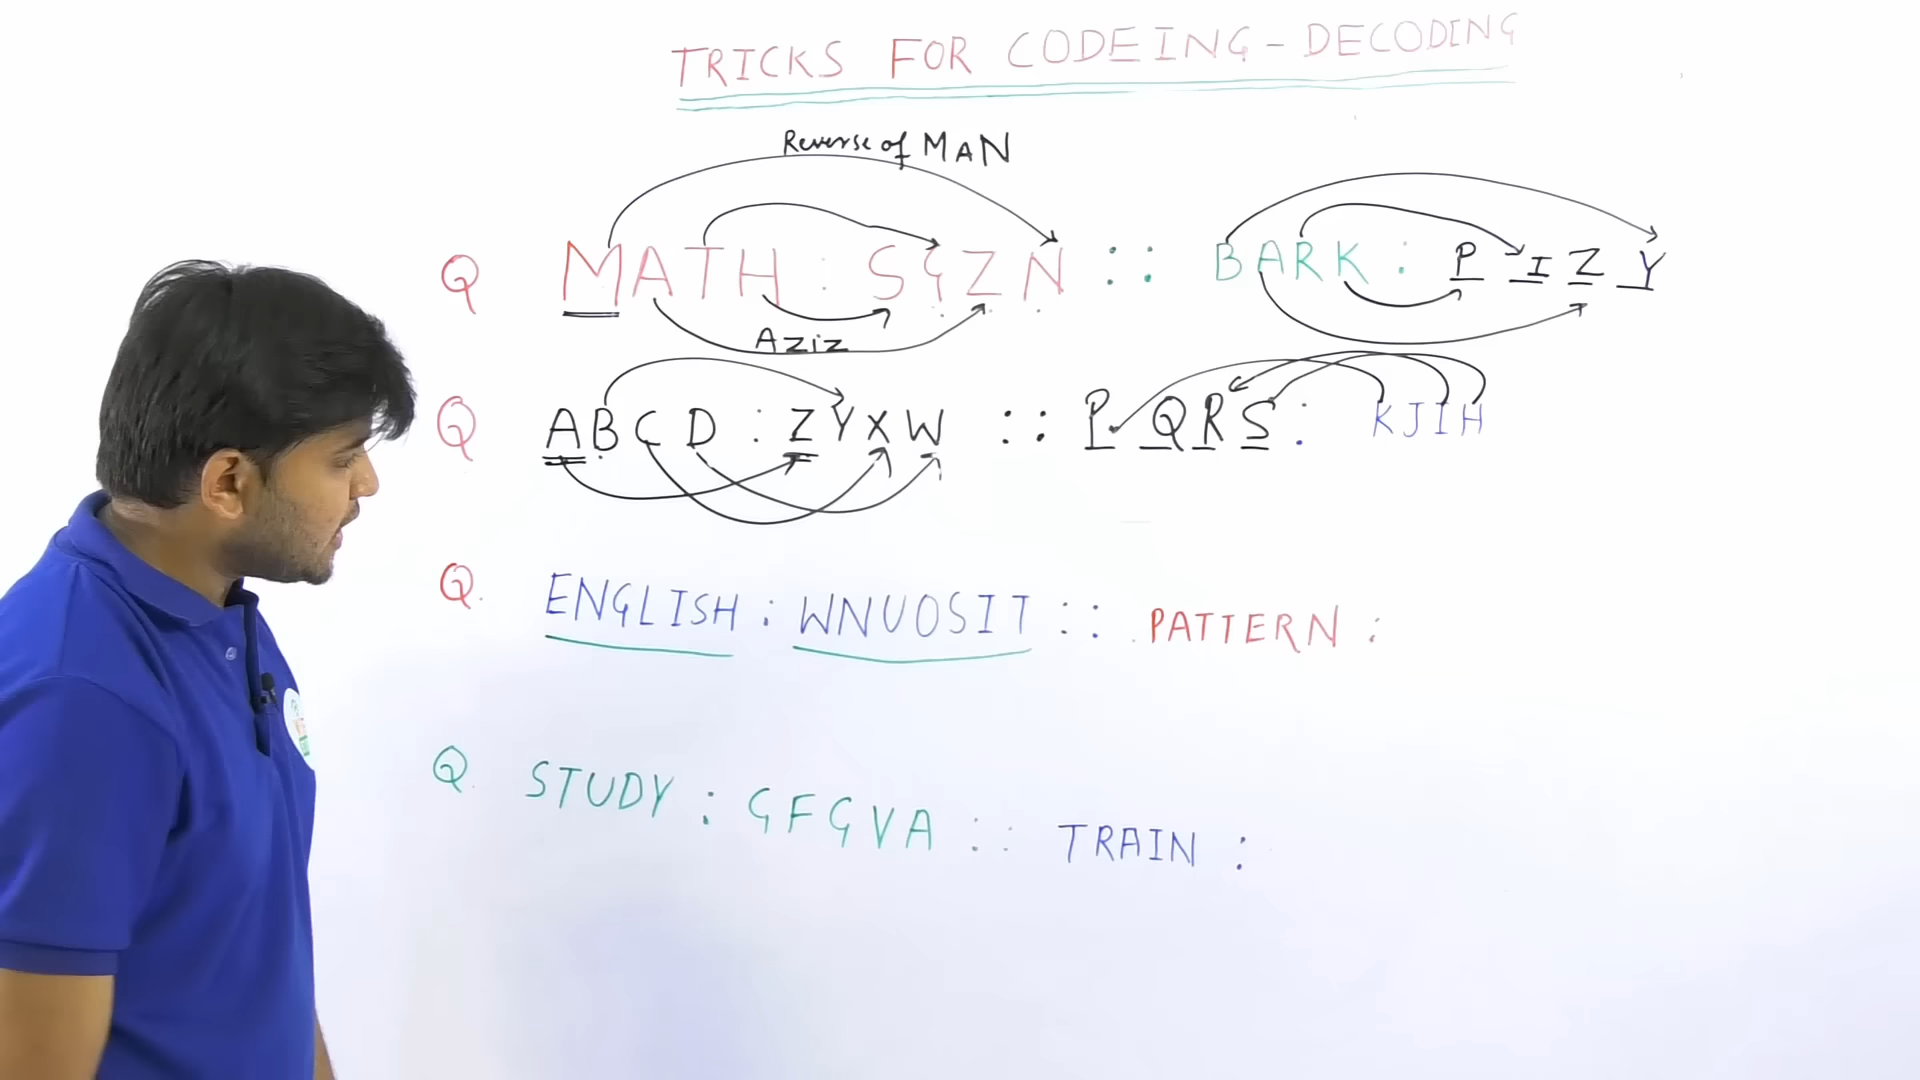 TRICKS FOR CODEING - DECODING
Reverse of MAN
Q MATH : SGZN :: BARK : P I Z Y
Aziz
Q ABCD : ZYXW :: PQRS : KJIH
Q. ENGLISH : WNUOSIT :: PATTERN :
Q. STUDY : GFGVA :: TRAIN :